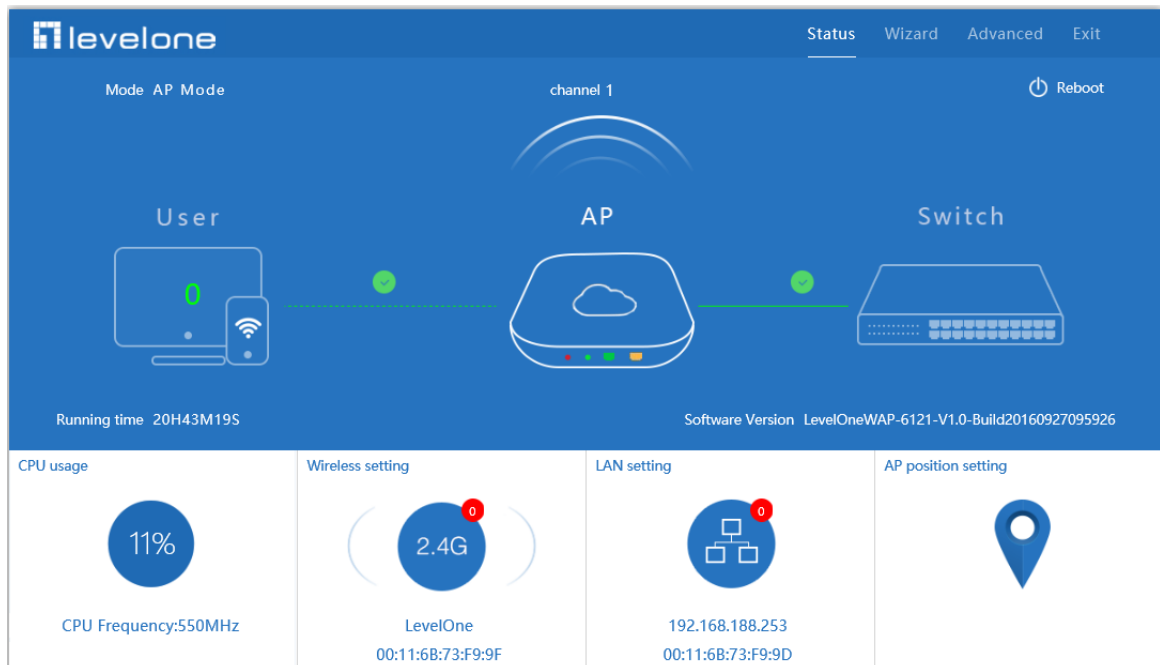 levelone
Status Wizard Advanced Exit
Mode AP Mode channel 1 Reboot
User AP Switch
0
Running time 20H43M19S Software Version LevelOneWAP-6121-V1.0-Build20160927095926
CPU usage Wireless setting LAN setting AP position setting
0 0
11% 2.4G
CPU Frequency:550MHz LevelOne 192.168.188.253
00:11:6B:73:F9:9F 00:11:6B:73:F9:9D